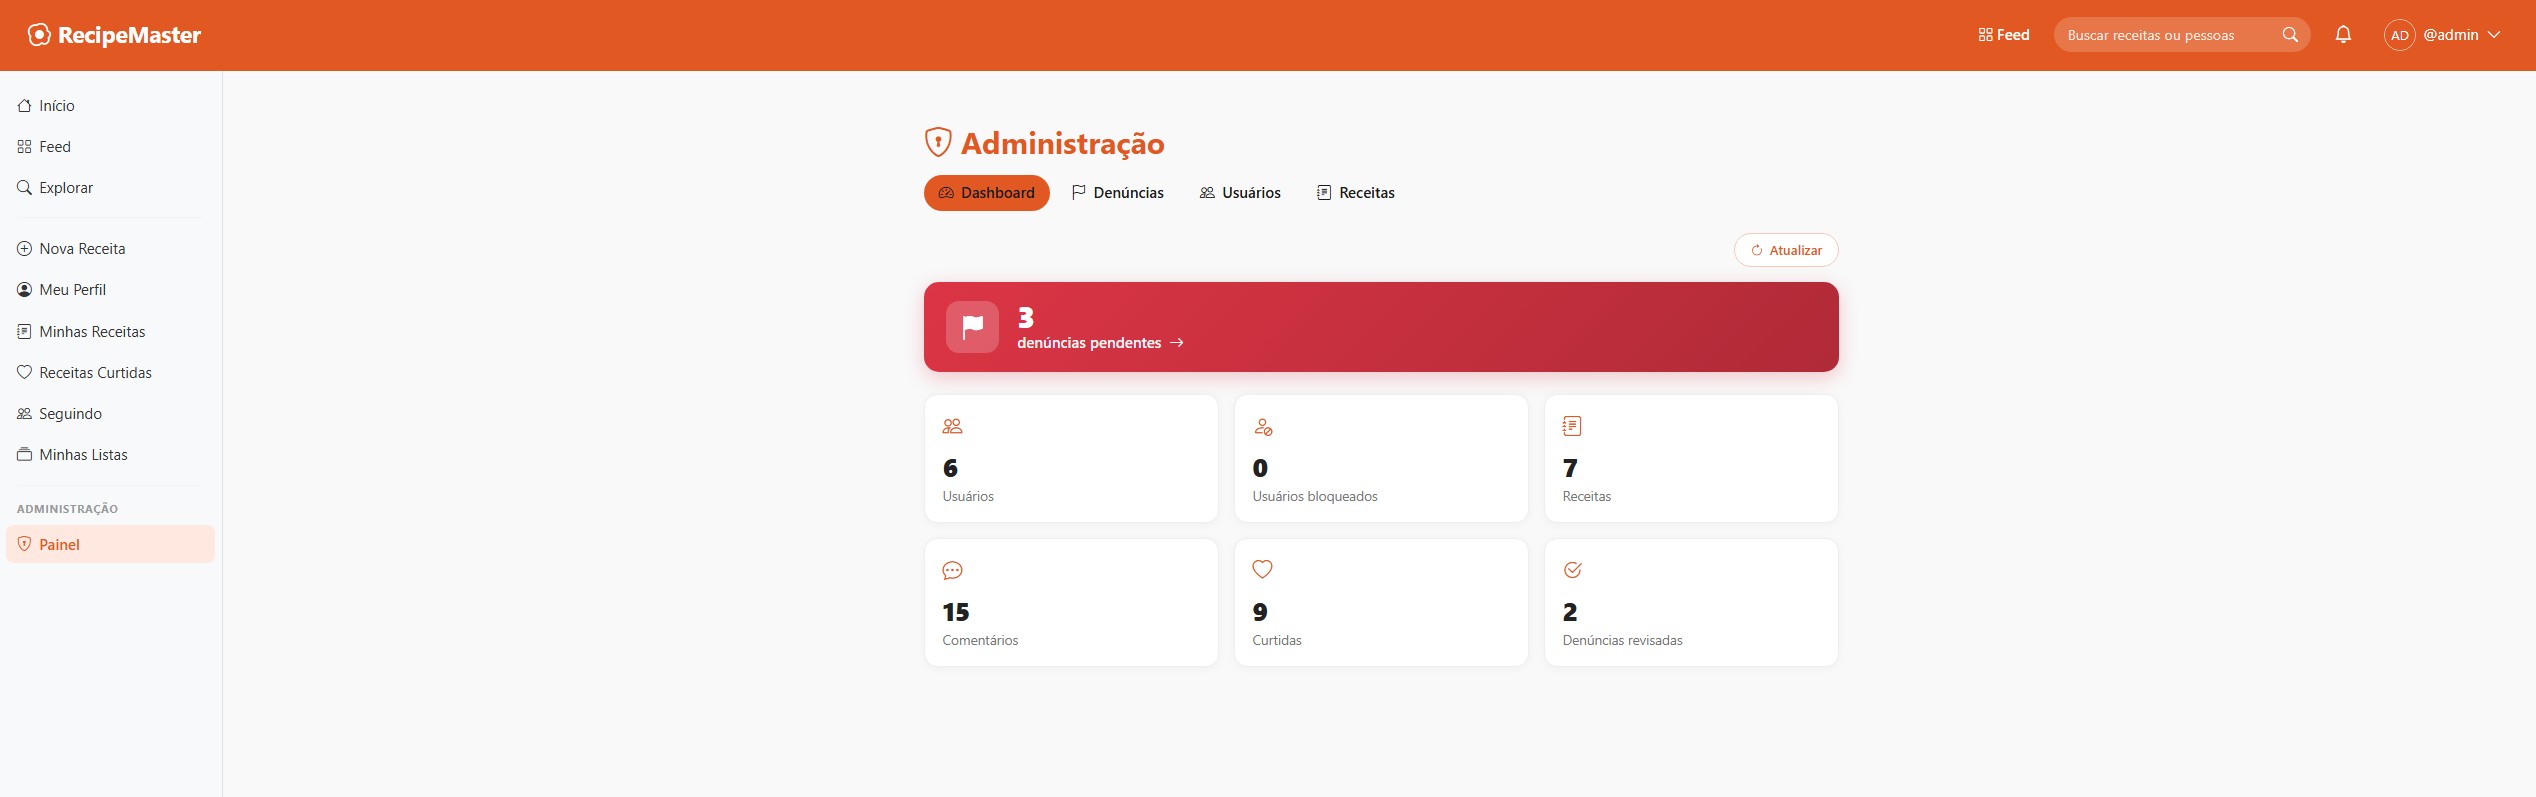 RecipeMaster
Feed
Buscar receitas ou pessoas
AD
@admin
Início
Feed
Explorar
Nova Receita
Meu Perfil
Minhas Receitas
Receitas Curtidas
Seguindo
Minhas Listas
ADMINISTRAÇÃO
Painel
Administração
Dashboard
Denúncias
Usuários
Receitas
Atualizar
3
denúncias pendentes →
6
Usuários
0
Usuários bloqueados
7
Receitas
15
Comentários
9
Curtidas
2
Denúncias revisadas